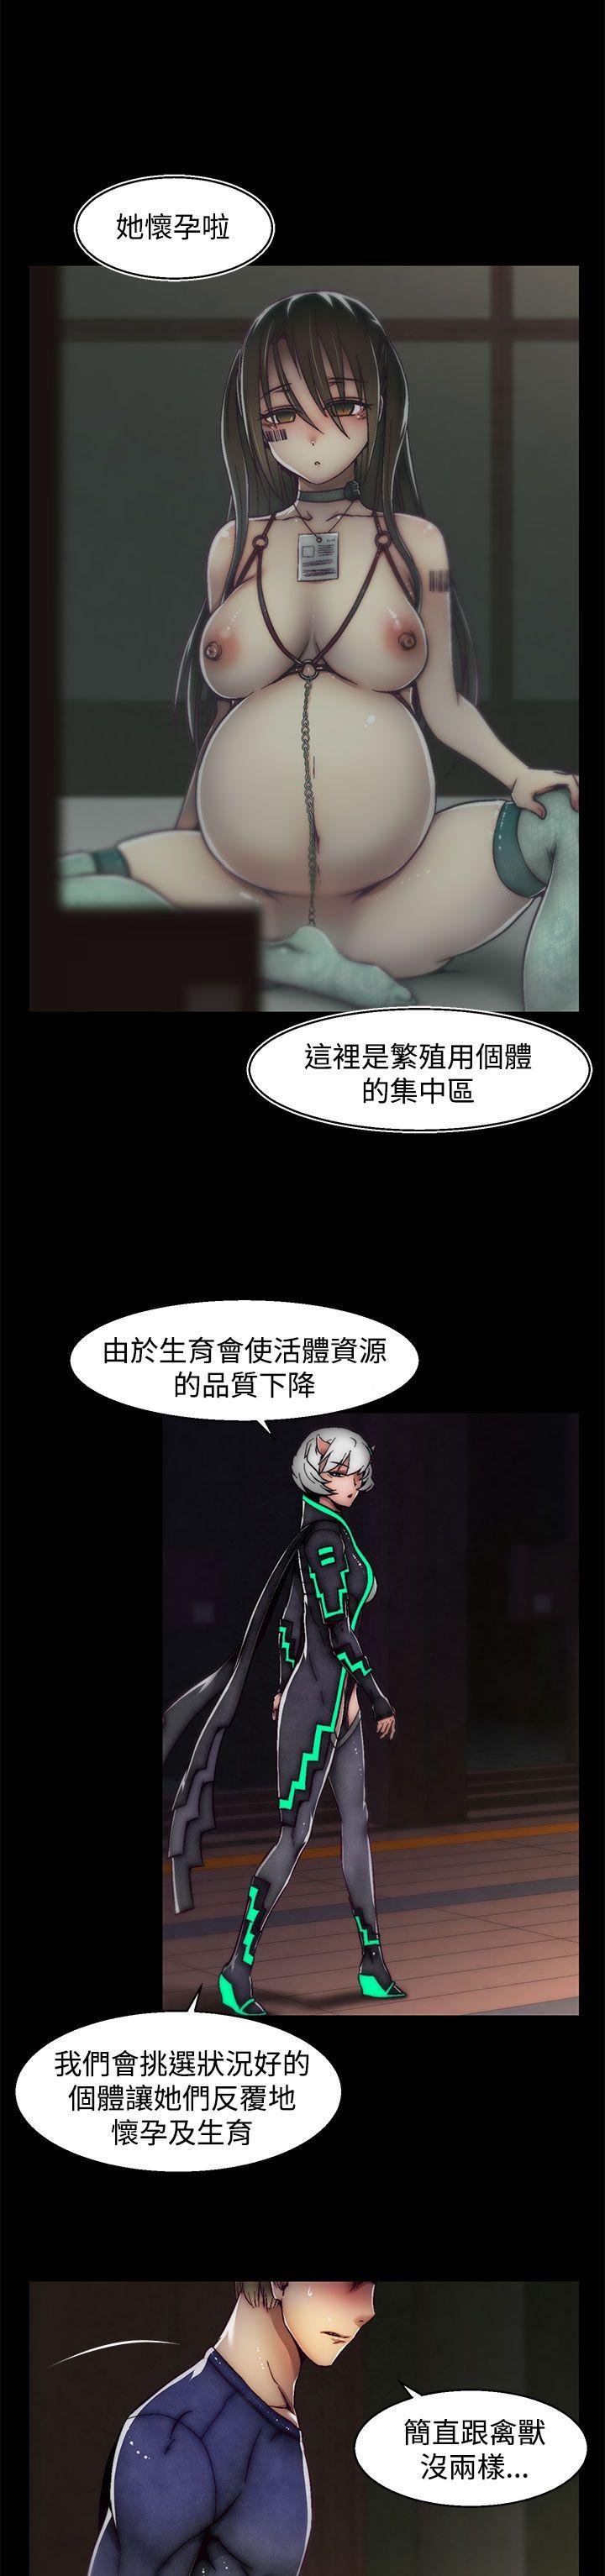 她懷孕啦
這裡是繁殖用個體
的集中區
由於生育會使活體資源
的品質下降
我們會挑選狀況好的
個體讓她們反覆地
懷孕及生育
簡直跟禽獸
沒兩樣...